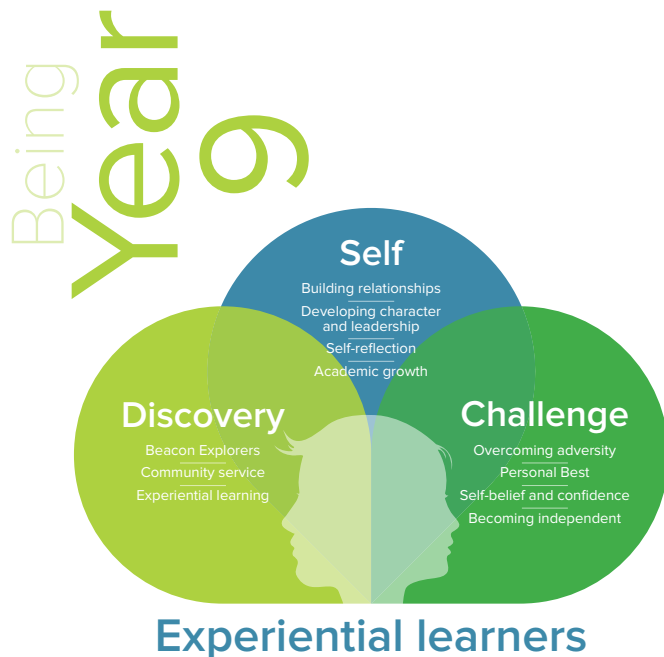 Being
Year
9
Self
Building relationships
Developing character
and leadership
Self-reflection
Academic growth
Discovery
Beacon Explorers
Community service
Experiential learning
Challenge
Overcoming adversity
Personal Best
Self-belief and confidence
Becoming independent
Experiential learners